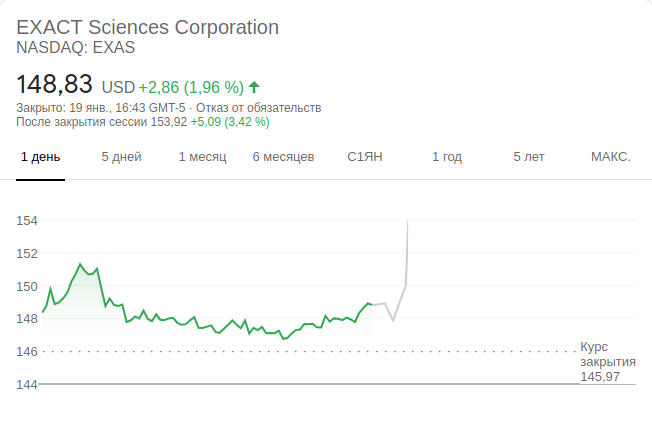 EXACT Sciences Corporation
NASDAQ: EXAS
148,83 USD +2,86 (1,96 %)
Закрыто: 19 янв., 16:43 GMT-5 · Отказ от обязательств
После закрытия сессии 153,92 +5,09 (3,42 %)
1 день 5 дней 1 месяц 6 месяцев С1ЯН 1 год 5 лет МАКС.
154
152
150
148
146
144
Курс
закрытия
145,97